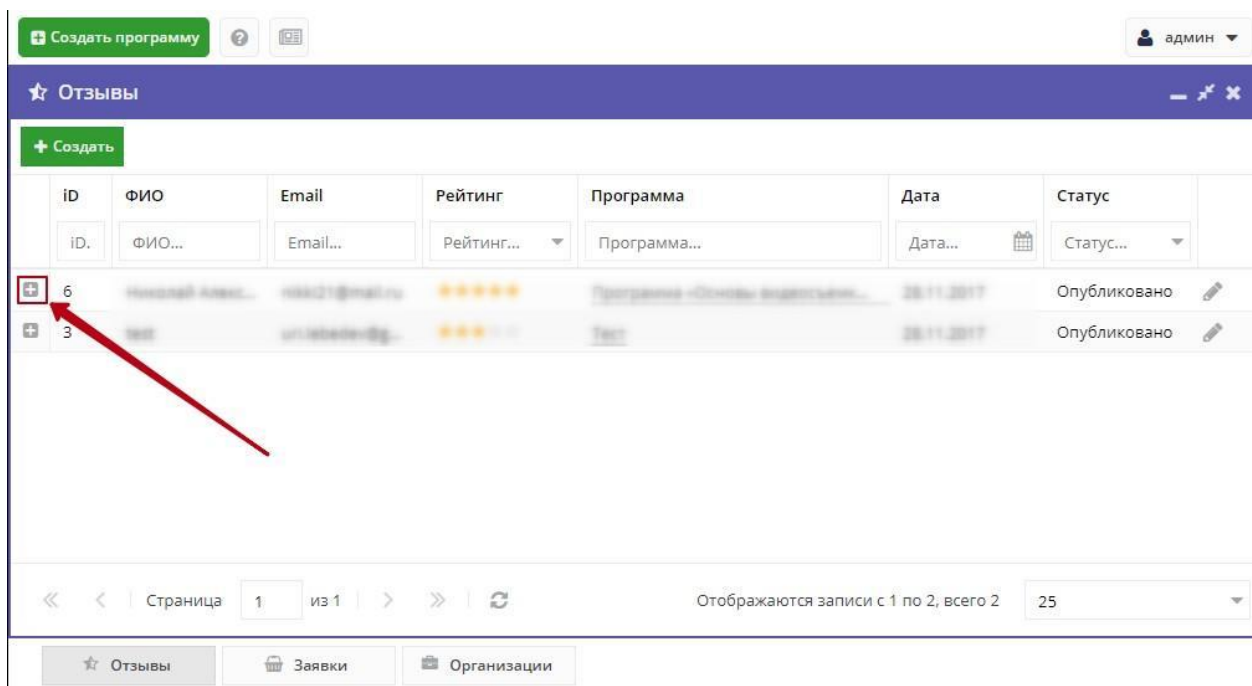 Создать программу админ
Отзывы
Создать
iD ФИО Email Рейтинг Программа Дата Статус
iD. ФИО... Email... Рейтинг... Программа... Дата... Статус...
6 Опубликовано
3 Опубликовано
Страница 1 из 1 Отображаются записи с 1 по 2, всего 2 25
Отзывы Заявки Организации